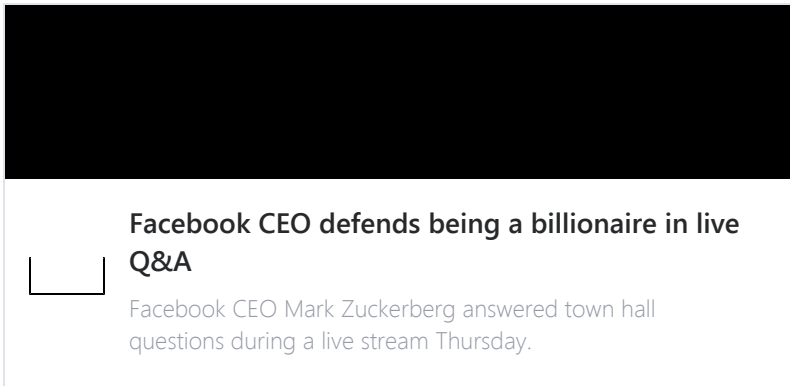 Facebook CEO defends being a billionaire in live
Q&A
Facebook CEO Mark Zuckerberg answered town hall
questions during a live stream Thursday.